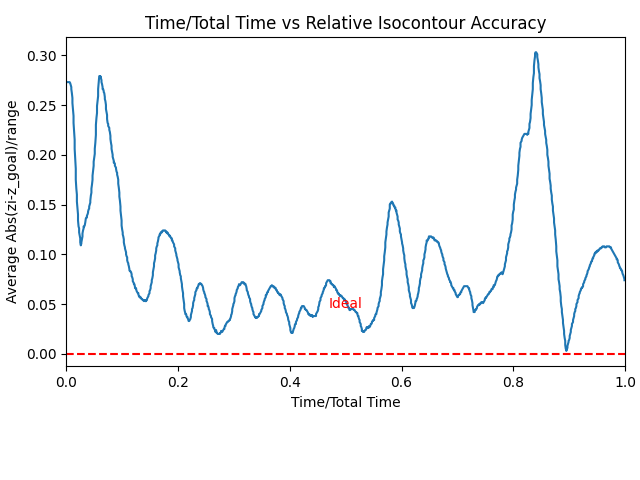 Time/Total Time vs Relative Isocontour Accuracy
Average Abs(zi-z_goal)/range
0.30
0.25
0.20
0.15
0.10
0.05
0.00
Ideal
0.0 0.2 0.4 0.6 0.8 1.0
Time/Total Time